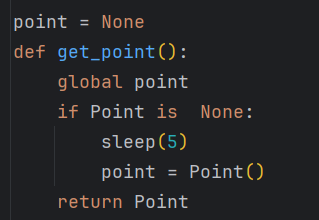 point = None
def get_point():
    global point
    if Point is  None:
        sleep(5)
        point = Point()
    return Point